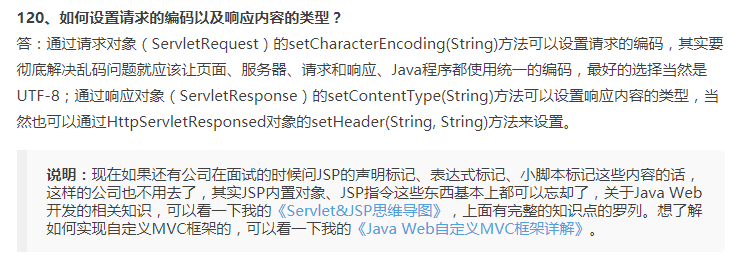 120、如何设置请求的编码以及响应内容的类型？
答：通过请求对象（ServletRequest）的setCharacterEncoding(String)方法可以设置请求的编码，其实要
彻底解决乱码问题就应该让页面、服务器、请求和响应、Java程序都使用统一的编码，最好的选择当然是
UTF-8；通过响应对象（ServletResponse）的setContentType(String)方法可以设置响应内容的类型，当
然也可以通过HttpServletResponsed对象的setHeader(String, String)方法来设置。
说明：现在如果还有公司在面试的时候问JSP的声明标记、表达式标记、小脚本标记这些内容的话，
这样的公司也不用去了，其实JSP内置对象、JSP指令这些东西基本上都可以忘却了，关于Java Web
开发的相关知识，可以看一下我的《Servlet&JSP思维导图》，上面有完整的知识点的罗列。想了解
如何实现自定义MVC框架的，可以看一下我的《Java Web自定义MVC框架详解》。